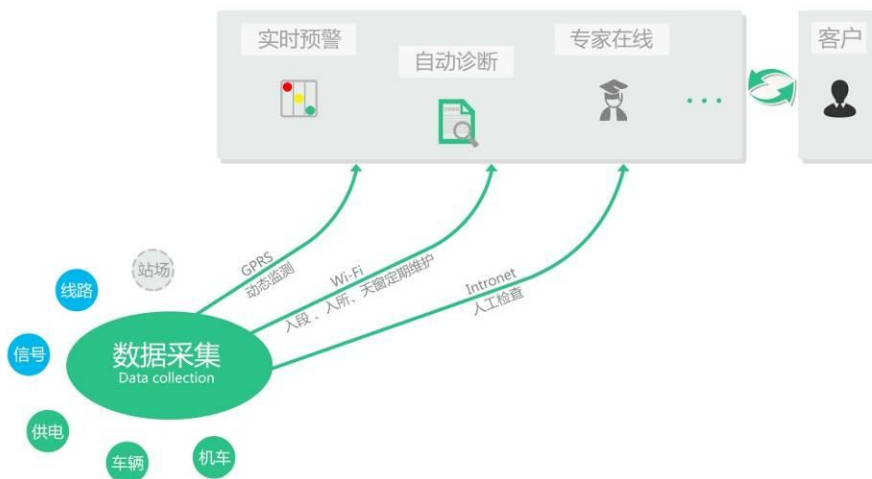 实时预警
自动诊断
专家在线
...
客户
GPRS
动态监测
Wi-Fi
入段、入所、天窗定期维护
Intronet
人工检查
站场
线路
信号
数据采集
Data collection
供电
车辆
机车